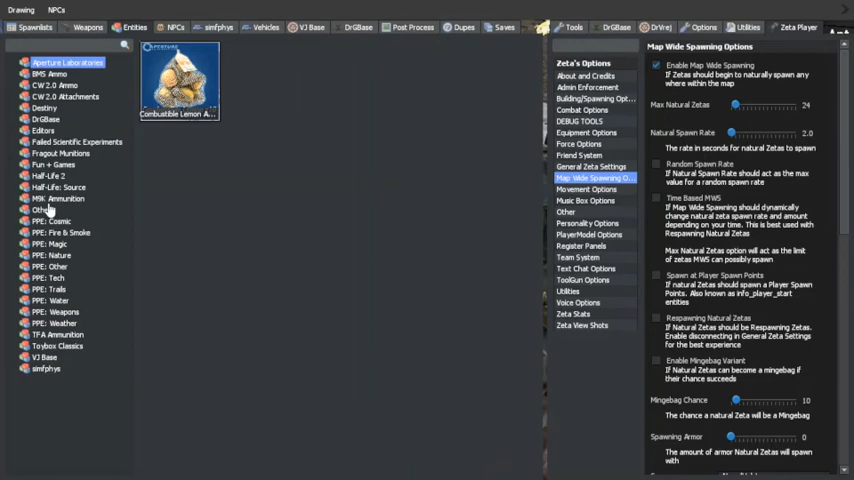 Drawing NPCs
Spawnlists Weapons Entities NPCs simfphys Vehicles VJ Base DrGBase Post Process Dupes Saves
Tools DrGBase DrVrej Options Utilities Zeta Player
Aperture Laboratories
BMS Ammo
CW 2.0 Ammo
CW 2.0 Attachments
Destiny
DrGBase
Editors
Failed Scientific Experiments
Fragout Munitions
Fun + Games
Half-Life 2
Half-Life: Source
M9K Ammunition
Other
PPE: Cosmic
PPE: Fire & Smoke
PPE: Magic
PPE: Nature
PPE: Other
PPE: Tech
PPE: Trails
PPE: Water
PPE: Weapons
PPE: Weather
TFA Ammunition
Toybox Classics
VJ Base
simfphys
APERTURE
Combustible Lemon A...
Zeta's Options
About and Credits
Admin Enforcement
Building/Spawning Opt...
Combat Options
DEBUG TOOLS
Equipment Options
Force Options
Friend System
General Zeta Settings
Map Wide Spawning O...
Movement Options
Music Box Options
Other
Personality Options
PlayerModel Options
Register Panels
Team System
Text Chat Options
ToolGun Options
Utilities
Voice Options
Zeta Stats
Zeta View Shots
Map Wide Spawning Options
Enable Map Wide Spawning
If Zetas should begin to naturally spawn any
where within the map
Max Natural Zetas 24
Natural Spawn Rate 2.0
The rate in seconds for natural Zetas to spawn
Random Spawn Rate
If Natural Spawn Rate should act as the max
value for a random spawn rate
Time Based MWS
If Map Wide Spawning should dynamically
change natural zeta spawn rate and amount
depending on your time. This is best used with
Respawning Natural Zetas
Max Natural Zetas option will act as the limit
of zetas MWS can possibly spawn
Spawn at Player Spawn Points
If natural Zetas should spawn a Player Spawn
Points. Also known as info_player_start
entities
Respawning Natural Zetas
If Natural Zetas should be Respawning Zetas.
Enable disconnecting in General Zeta Settings
for the best experience
Enable Mingebag Variant
If Natural Zetas can become a mingebag if
their chance succeeds
Mingebag Chance 10
The chance a natural Zeta will be a Mingebag
Spawning Armor 0
The amount of armor Natural Zetas will spawn
with